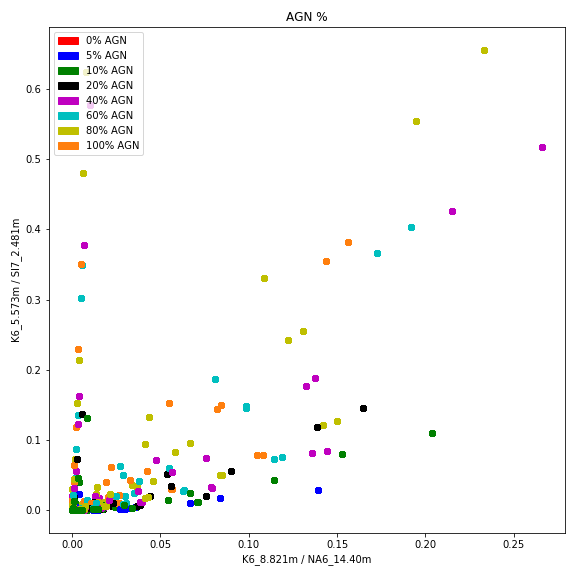 AGN %
0% AGN
5% AGN
10% AGN
20% AGN
40% AGN
60% AGN
80% AGN
100% AGN
0.6
0.5
0.4
0.3
0.2
0.1
0.0
K6_5.573m / SI7_2.481m
0.00 0.05 0.10 0.15 0.20 0.25
K6_8.821m / NA6_14.40m